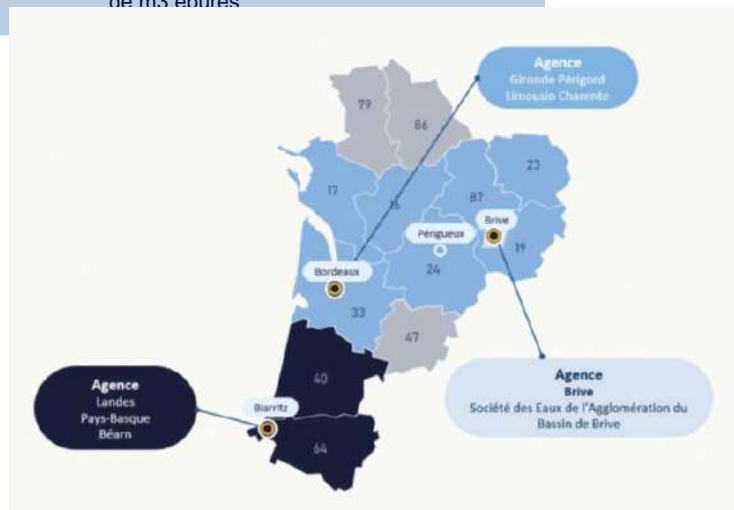 de m3 épurés
Agence
Gironde Périgord
Limousin Charente
79
86
17
16
87
23
Périgueux
Brive
19
24
Bordeaux
33
47
40
Agence
Landes
Pays-Basque
Béarn
Biarritz
64
Agence
Brive
Société des Eaux de l'Agglomération du
Bassin de Brive